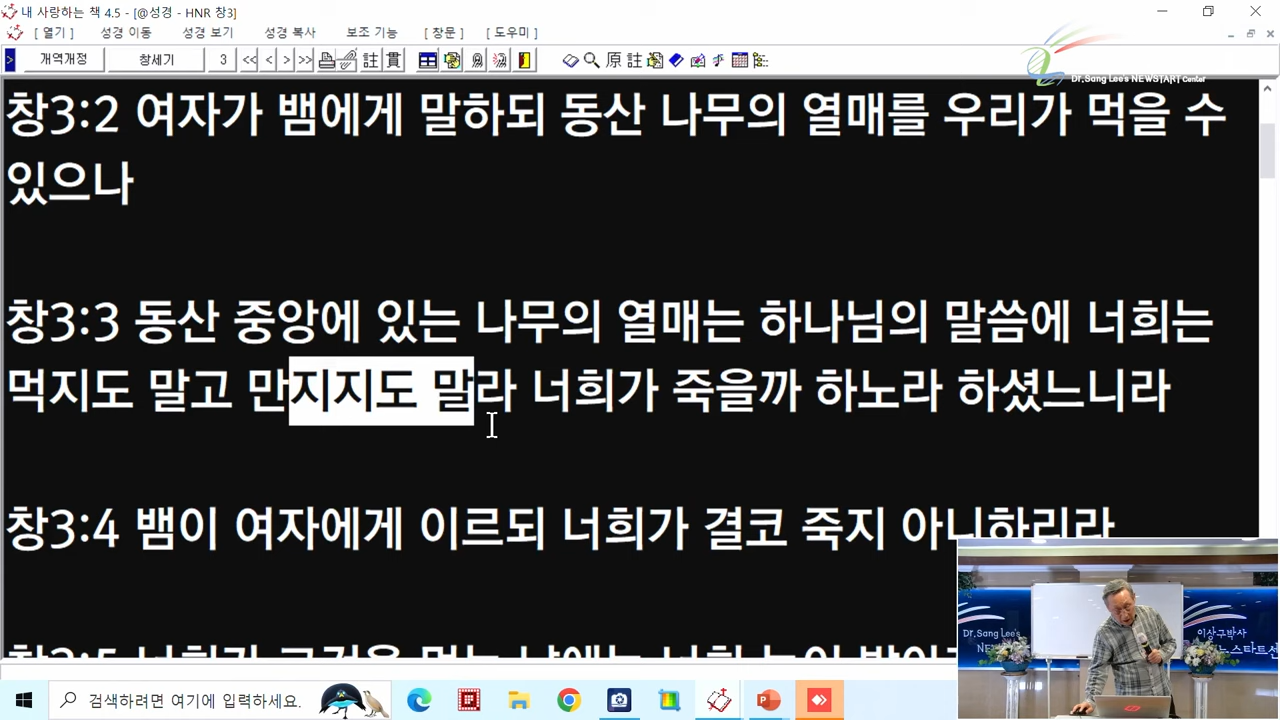 내 사랑하는 책 4.5 - [@성경 - HNR 창3]
[ 열기 ] 성경 이동 성경 보기 성경 복사 보조 기능 [ 창문 ] [ 도우미 ]
> 개역개정 창세기 3 << < > >> 註 貫 原 註
Dr.Sang Lee's NEWSTART Center
창3:2 여자가 뱀에게 말하되 동산 나무의 열매를 우리가 먹을 수
있으나
창3:3 동산 중앙에 있는 나무의 열매는 하나님의 말씀에 너희는
먹지도 말고 만지지도 말라 너희가 죽을까 하노라 하셨느니라
창3:4 뱀이 여자에게 이르되 너희가 결코 죽지 아니하리라
Dr.Sang Lee's
이상구박사
검색하려면 여기에 입력하세요.